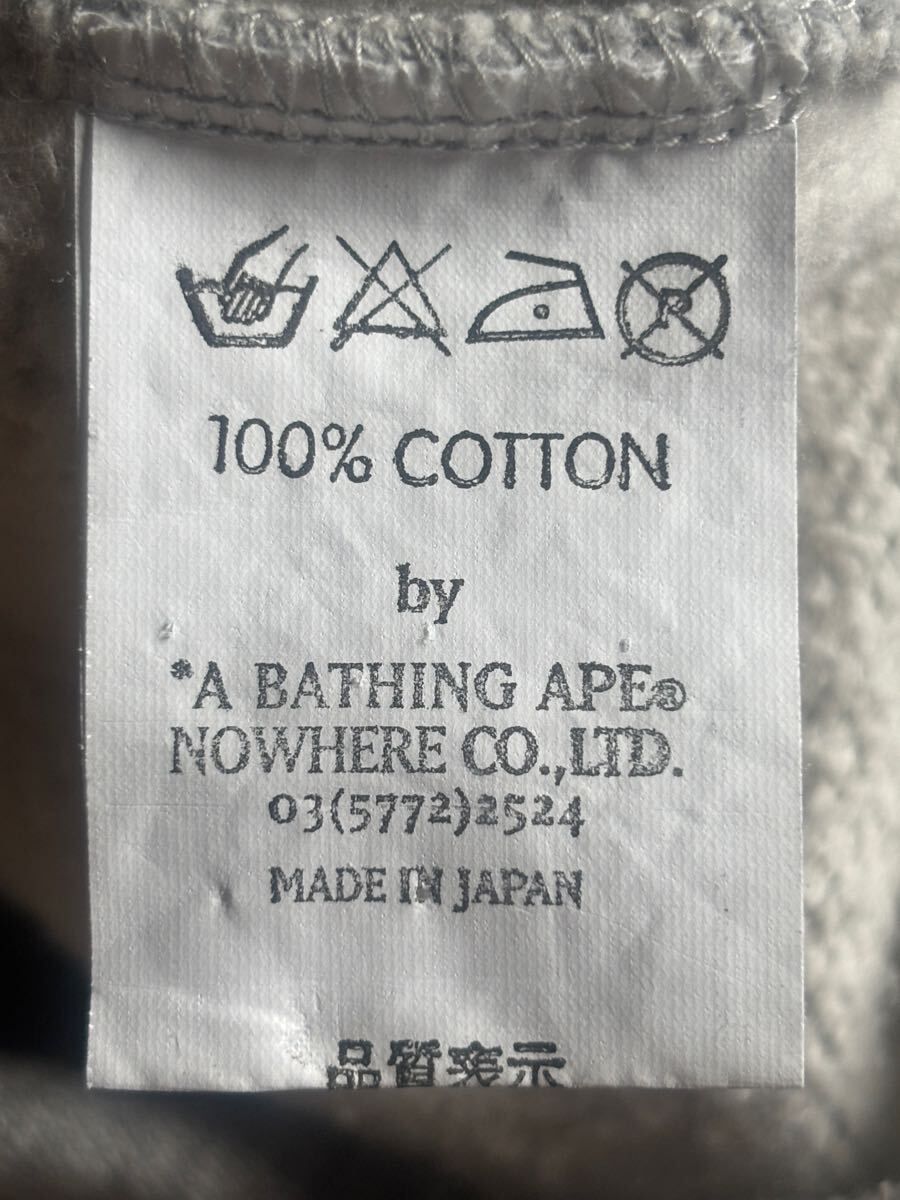 100% COTTON
by
*A BATHING APE®
NOWHERE CO.,LTD.
03(5772)2524
MADE IN JAPAN
品質表示